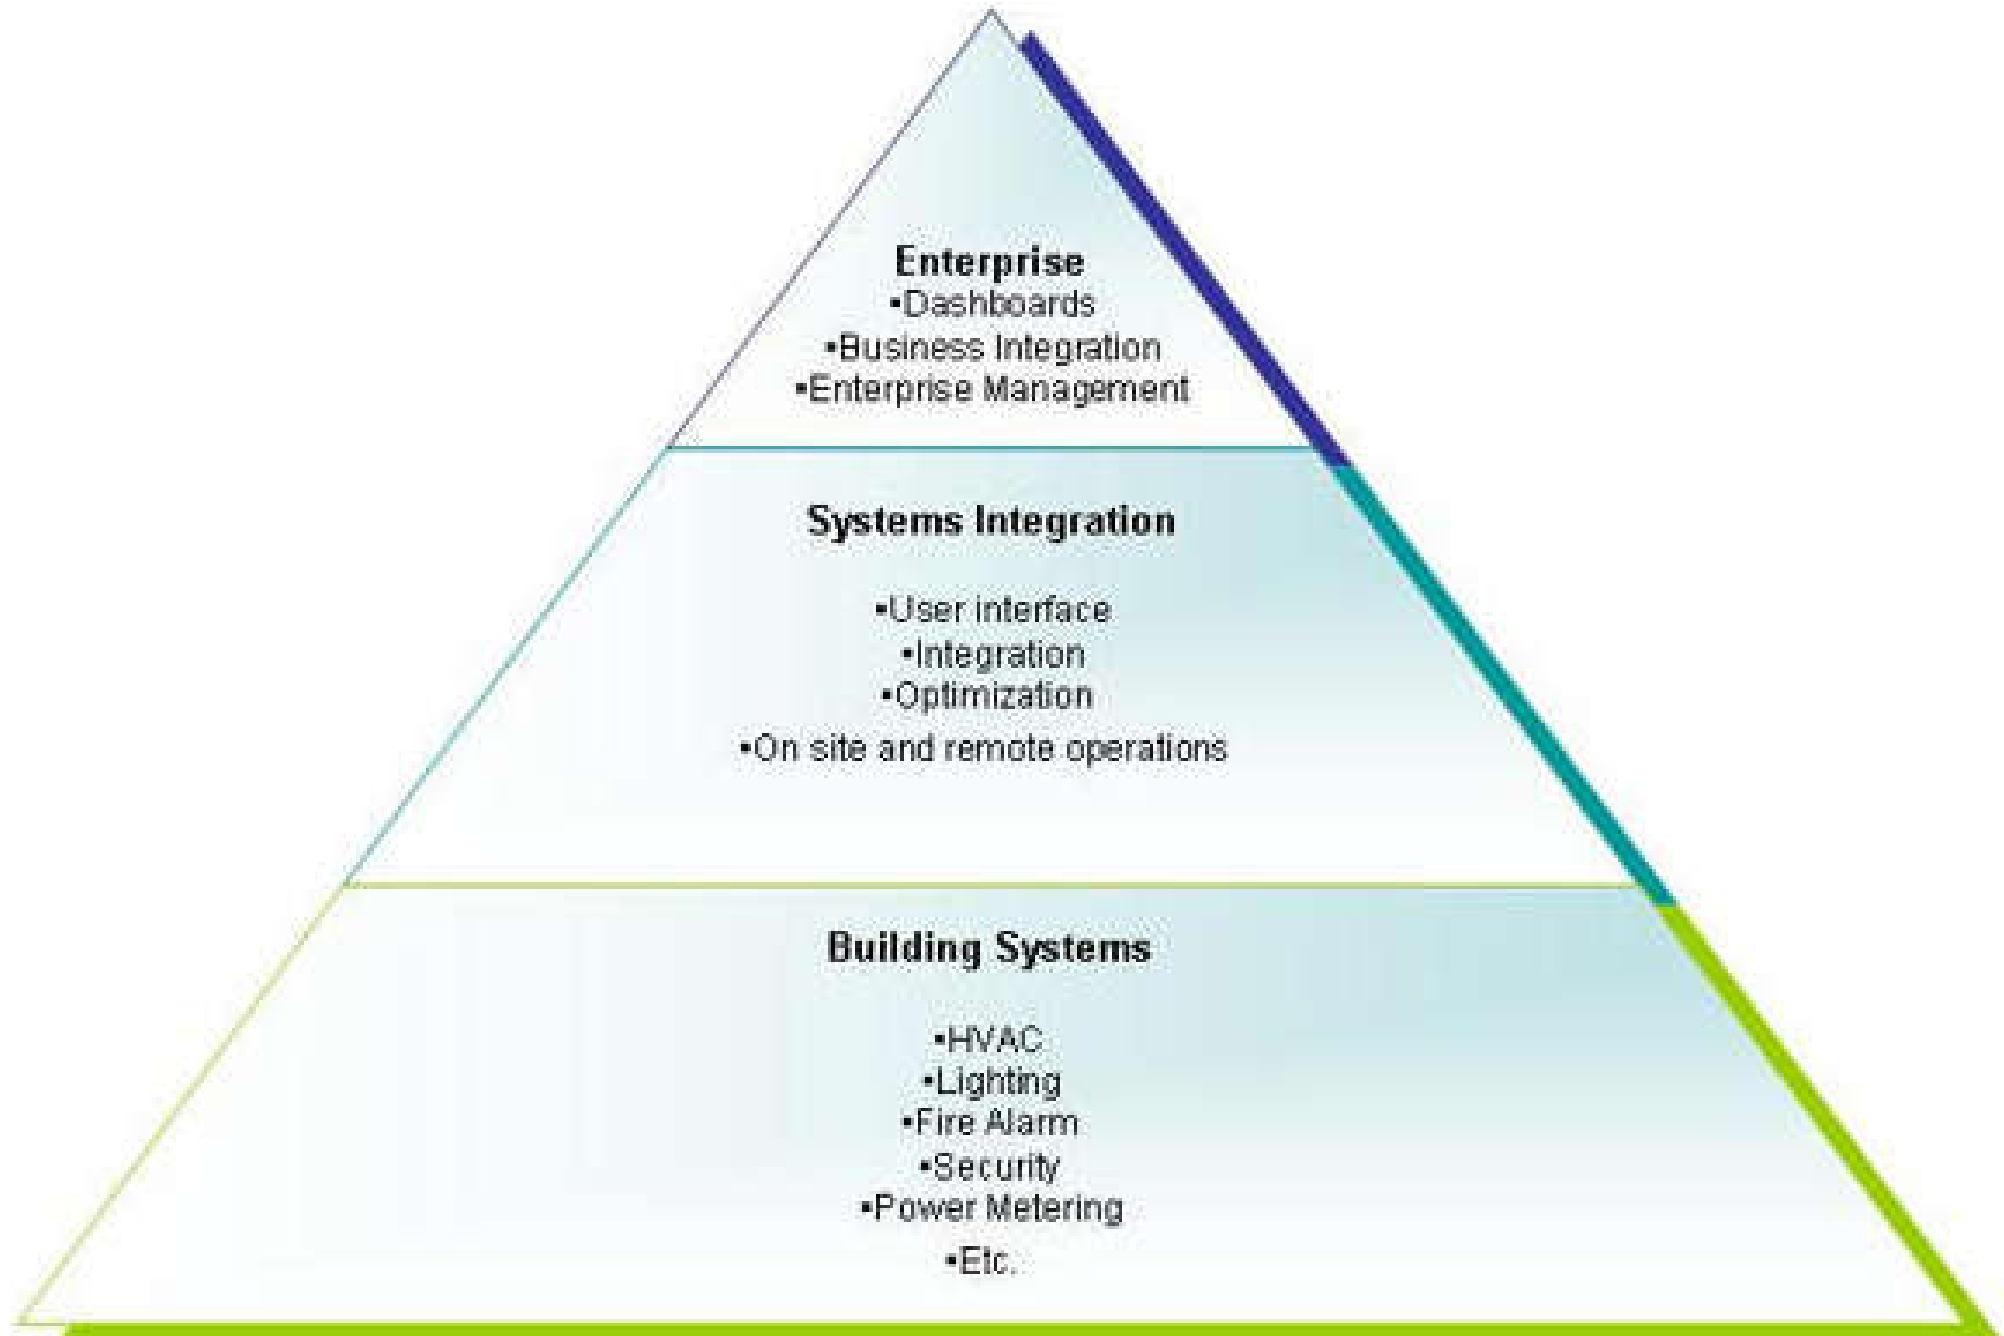 Enterprise
▪Dashboards
▪Business Integration
▪Enterprise Management
Systems Integration
▪User interface
▪Integration
▪Optimization
▪On site and remote operations
Building Systems
▪HVAC
▪Lighting
▪Fire Alarm
▪Security
▪Power Metering
▪Etc.